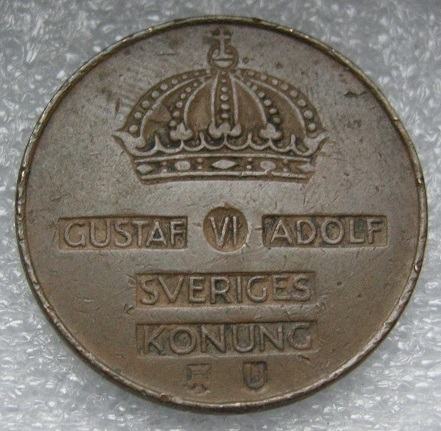 GUSTAF VI ADOLF
SVERIGES
KONUNG
U